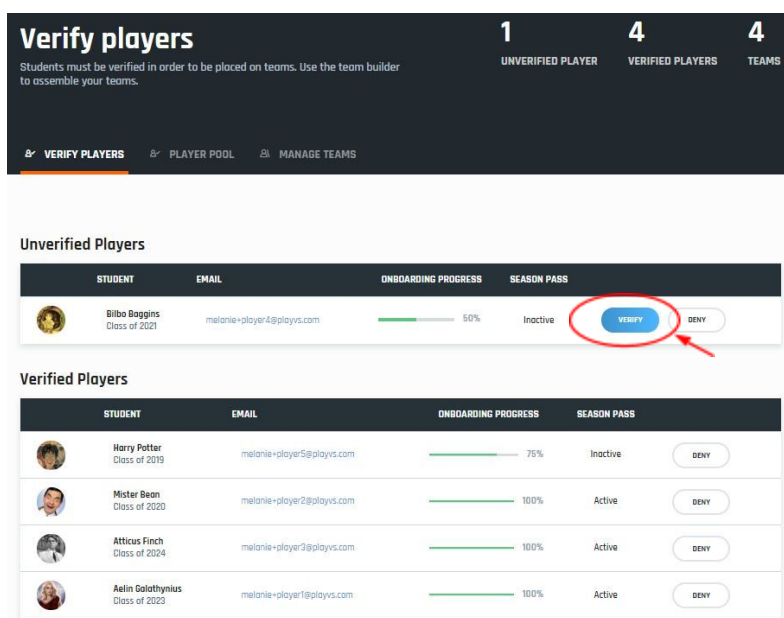 Verify players
Students must be verified in order to be placed on teams. Use the team builder
to assemble your teams.
1 4 4
UNVERIFIED PLAYER VERIFIED PLAYERS TEAMS
VERIFY PLAYERS PLAYER POOL MANAGE TEAMS
Unverified Players
STUDENT EMAIL ONBOARDING PROGRESS SEASON PASS
Bilbo Baggins
Class of 2021
melanie+player4@playvs.com 50% Inactive VERIFY DENY
Verified Players
STUDENT EMAIL ONBOARDING PROGRESS SEASON PASS
Harry Potter
Class of 2019
melanie+player5@playvs.com 75% Inactive DENY
Mister Bean
Class of 2020
melanie+player2@playvs.com 100% Active DENY
Atticus Finch
Class of 2024
melanie+player3@playvs.com 100% Active DENY
Aelin Galathynius
Class of 2023
melanie+player1@playvs.com 100% Active DENY